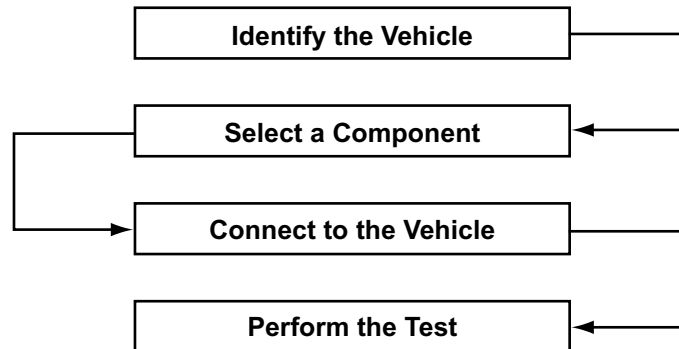 Identify the Vehicle
Select a Component
Connect to the Vehicle
Perform the Test